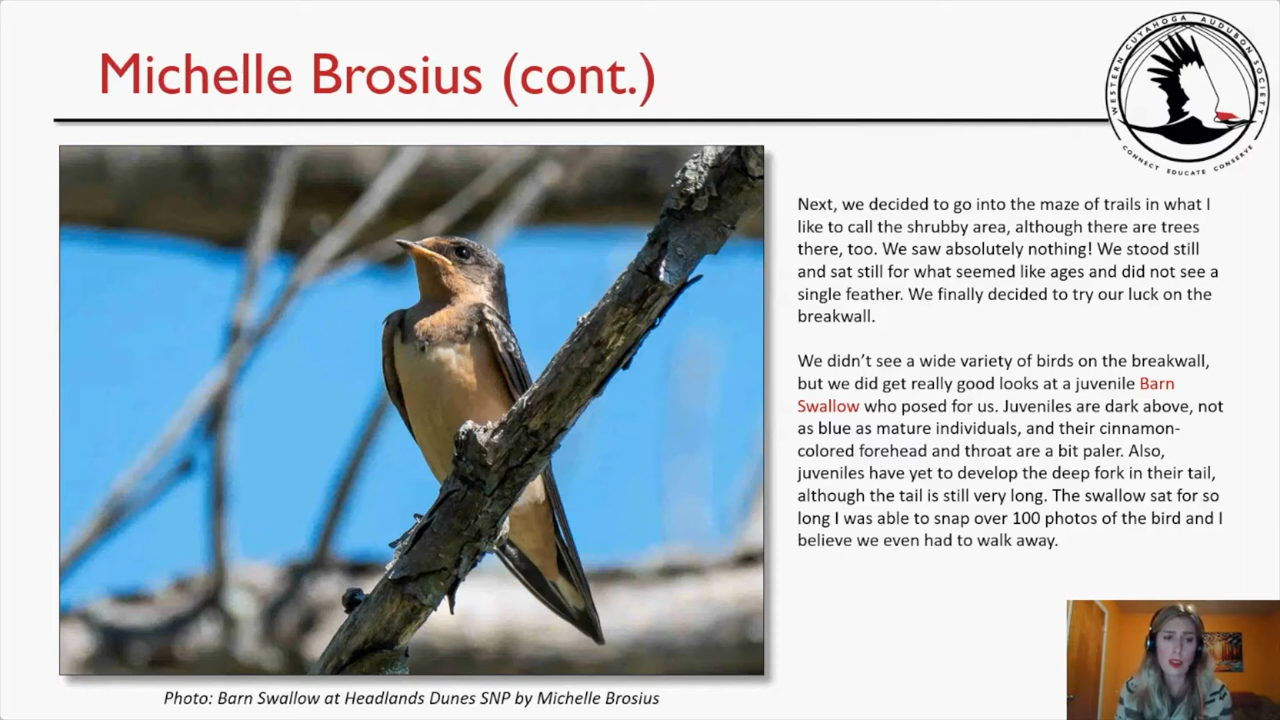 Michelle Brosius (cont.)
WESTERN CUYAHOGA AUDUBON SOCIETY
CONNECT EDUCATE CONSERVE
Next, we decided to go into the maze of trails in what I
like to call the shrubby area, although there are trees
there, too. We saw absolutely nothing! We stood still
and sat still for what seemed like ages and did not see a
single feather. We finally decided to try our luck on the
breakwall.
We didn’t see a wide variety of birds on the breakwall,
but we did get really good looks at a juvenile Barn
Swallow who posed for us. Juveniles are dark above, not
as blue as mature individuals, and their cinnamon-
colored forehead and throat are a bit paler. Also,
juveniles have yet to develop the deep fork in their tail,
although the tail is still very long. The swallow sat for so
long I was able to snap over 100 photos of the bird and I
believe we even had to walk away.
Photo: Barn Swallow at Headlands Dunes SNP by Michelle Brosius